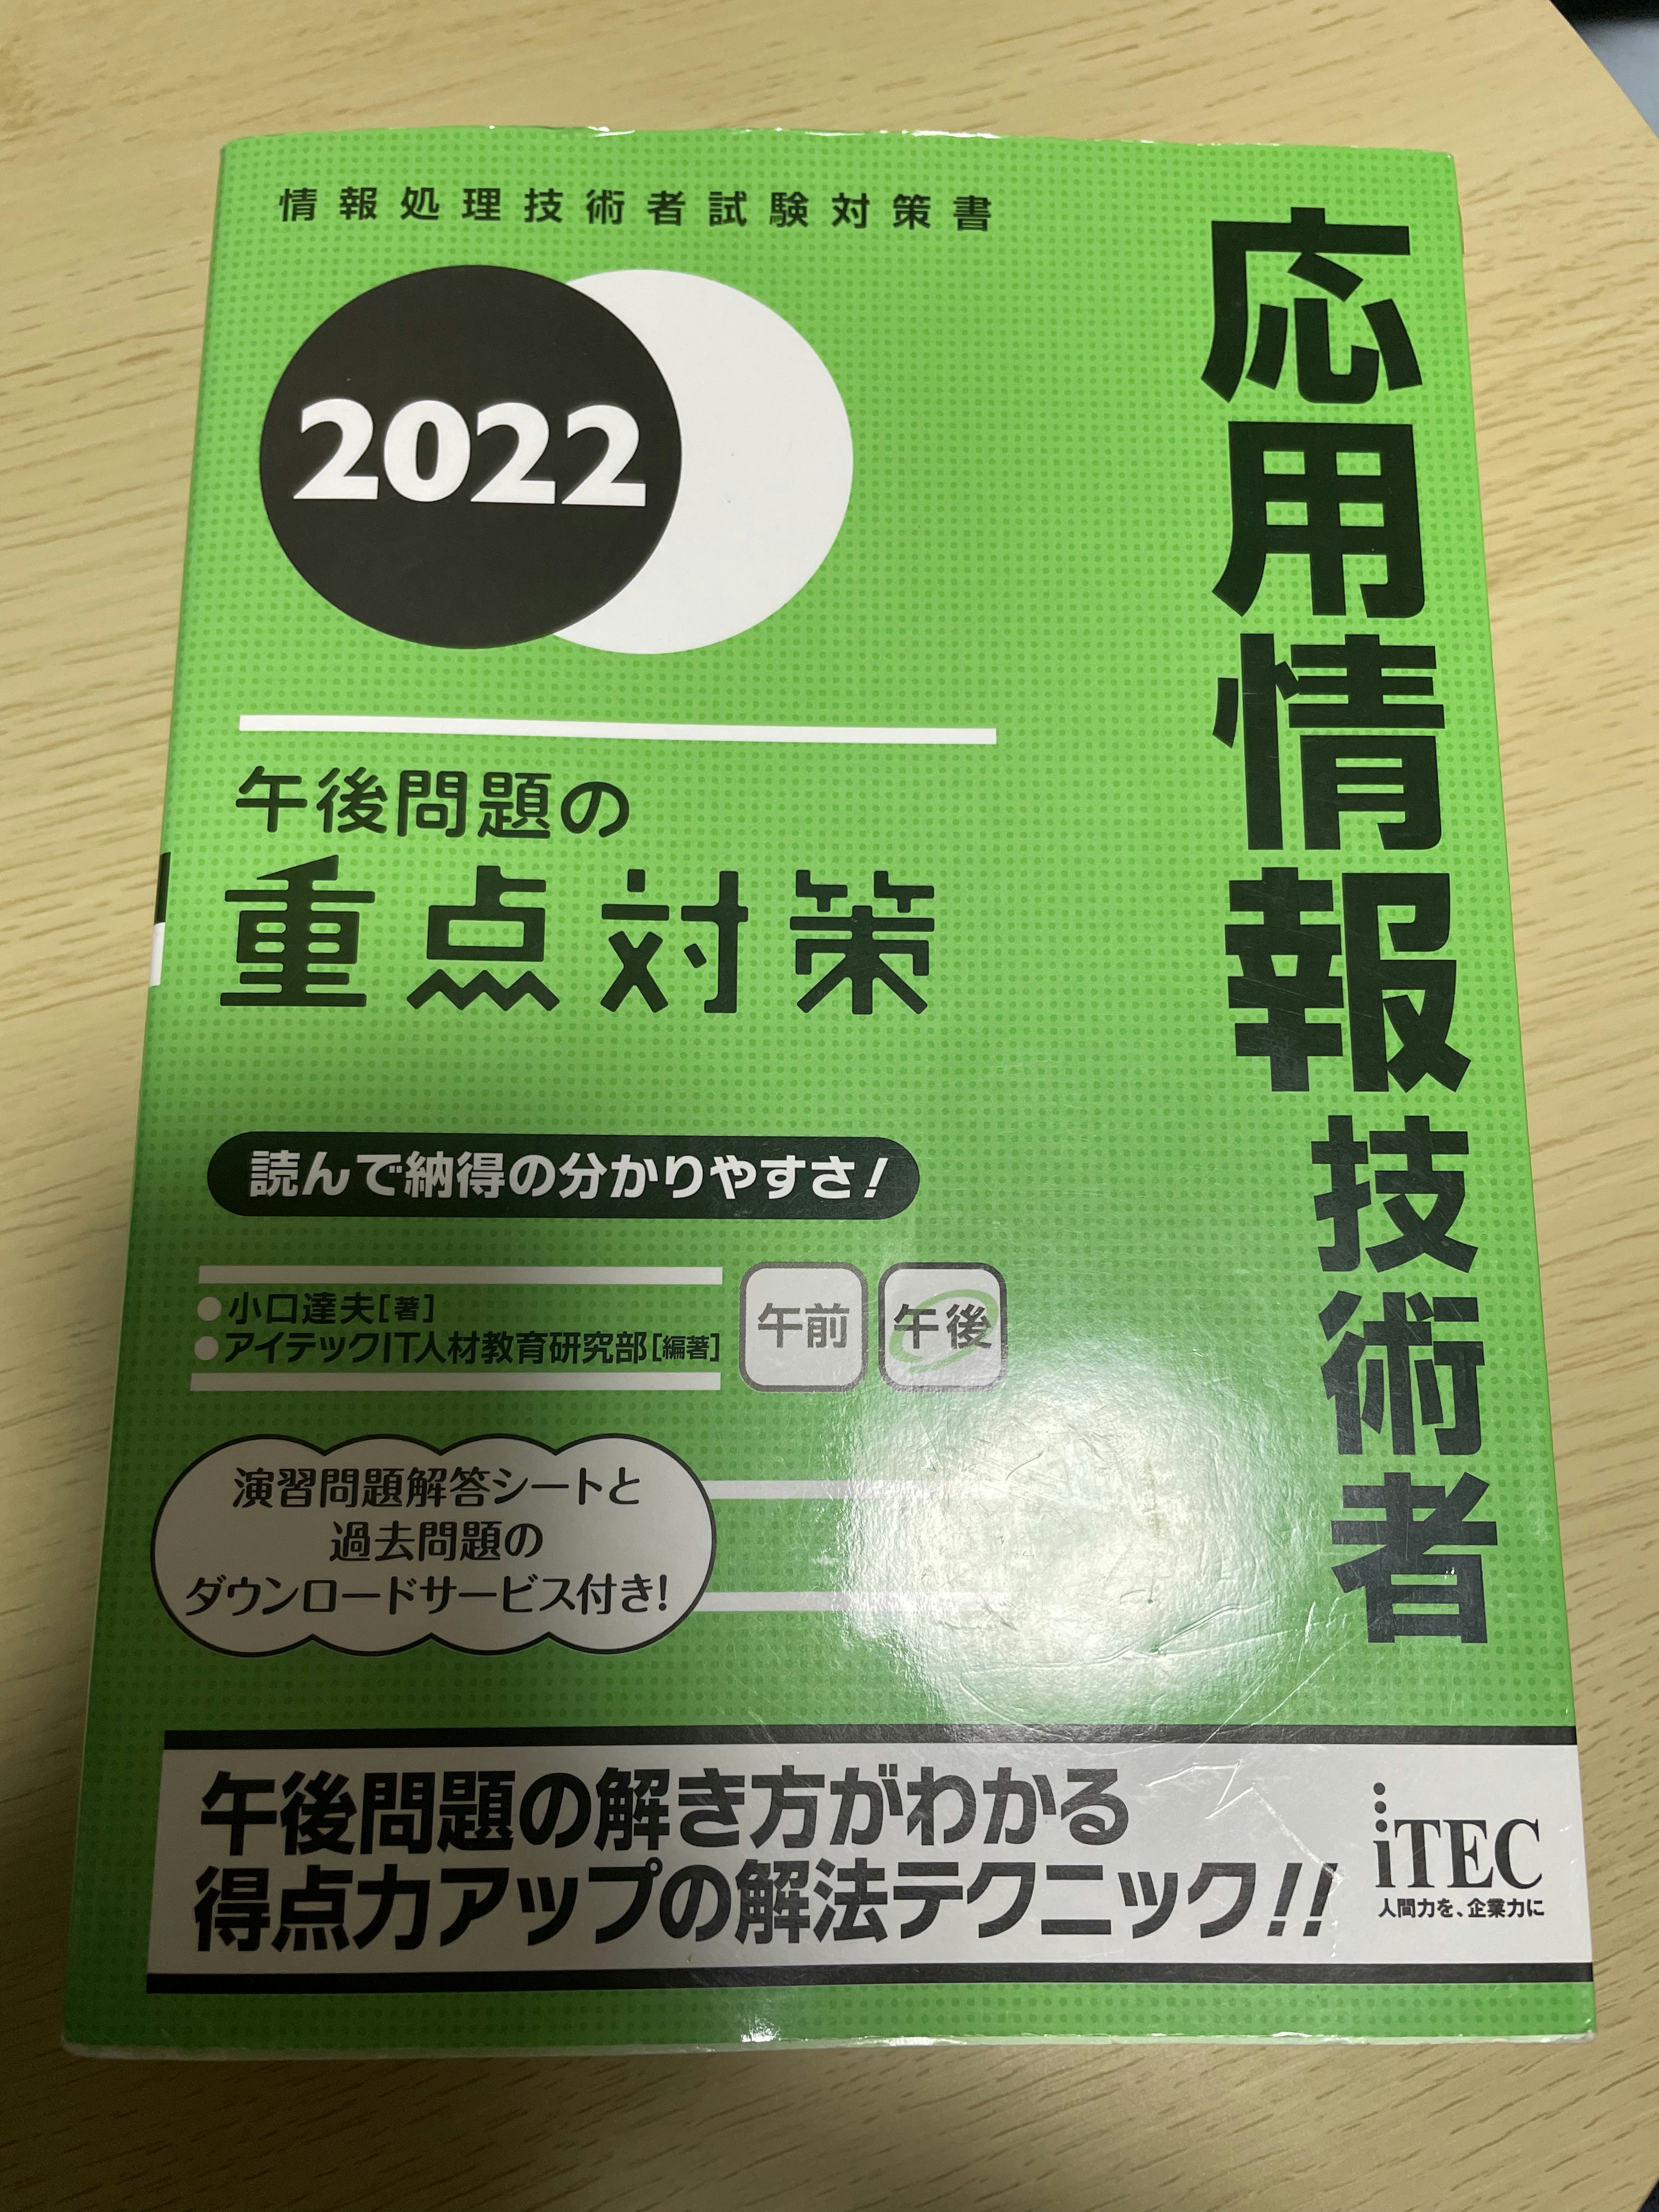 情報処理技術者試験対策書
応用情報技術者
2022
午後問題の
重点対策
読んで納得の分かりやすさ!
●小口達夫[著]
●アイテックIT人材教育研究部[編著]
午前 午後
演習問題解答シートと
過去問題の
ダウンロードサービス付き!
午後問題の解き方がわかる
得点力アップの解法テクニック!!
iTEC
人間力を、企業力に